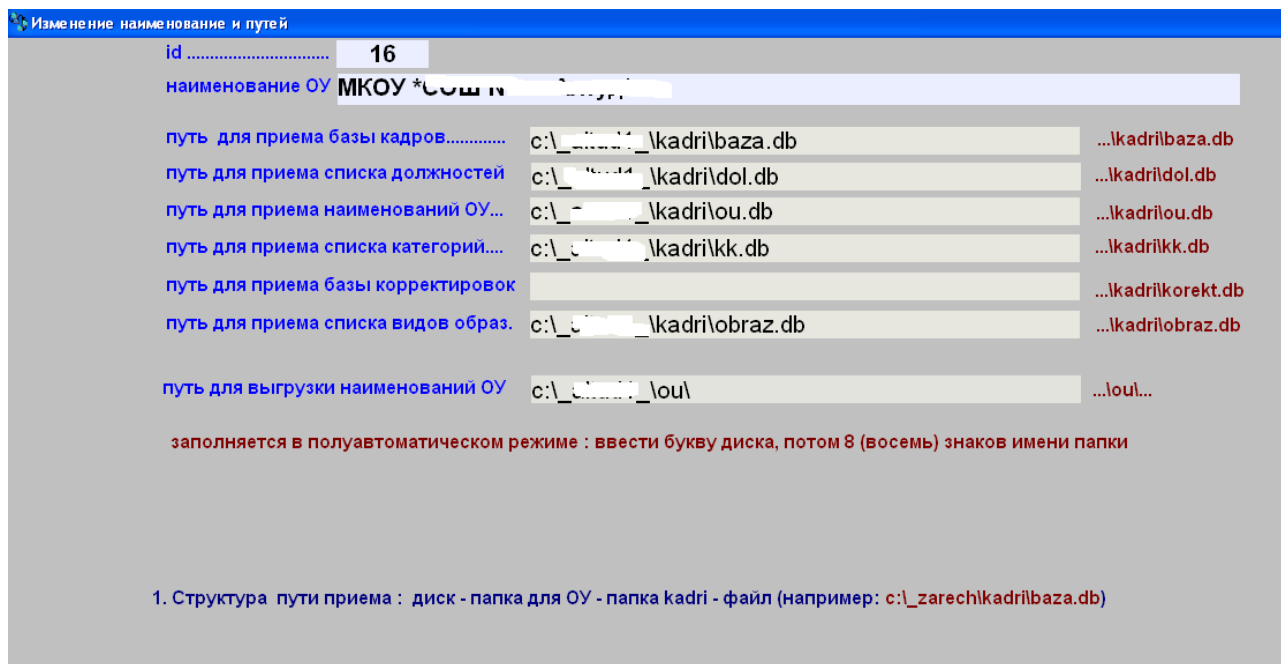 Изменение наименование и путей
id ............................... 16
наименование ОУ МКОУ
путь для приема базы кадров............. c:\_ _\kadri\baza.db ...\kadri\baza.db
путь для приема списка должностей c:\_ _\kadri\dol.db ...\kadri\dol.db
путь для приема наименований ОУ... c:\_ _\kadri\ou.db ...\kadri\ou.db
путь для приема списка категорий.... c:\_ _\kadri\kk.db ...\kadri\kk.db
путь для приема базы корректировок ...\kadri\korekt.db
путь для приема списка видов образ. c:\_ _\kadri\obraz.db ...\kadri\obraz.db
путь для выгрузки наименований ОУ c:\_ _\ou\ ...\ou\...
заполняется в полуавтоматическом режиме : ввести букву диска, потом 8 (восемь) знаков имени папки
1. Структура пути приема : диск - папка для ОУ - папка kadri - файл (например: c:\_zarech\kadri\baza.db)